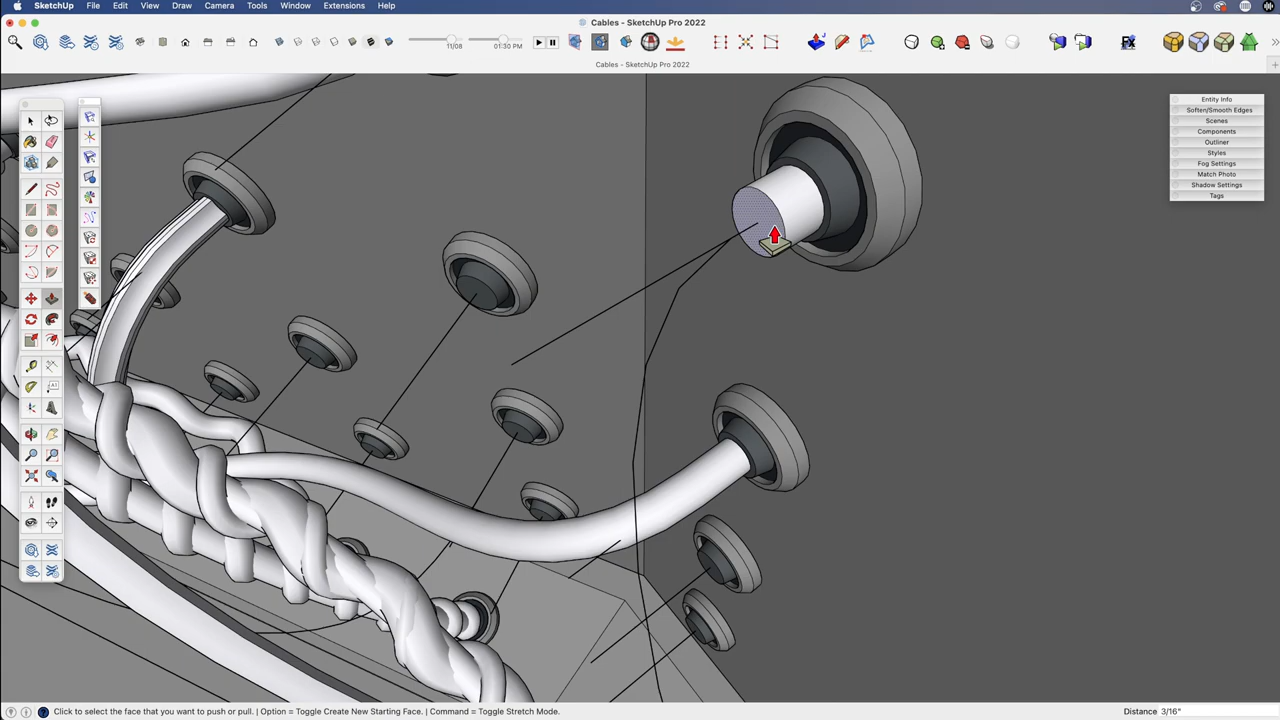 SketchUp File Edit View Draw Camera Tools Window Extensions Help
Cables - SketchUp Pro 2022
11/08
01:30 PM
Cables - SketchUp Pro 2022
Entity Info
Soften/Smooth Edges
Scenes
Components
Outliner
Styles
Fog Settings
Match Photo
Shadow Settings
Tags
Click to select the face that you want to push or pull. | Option = Toggle Create New Starting Face. | Command = Toggle Stretch Mode.
Distance 3/16"